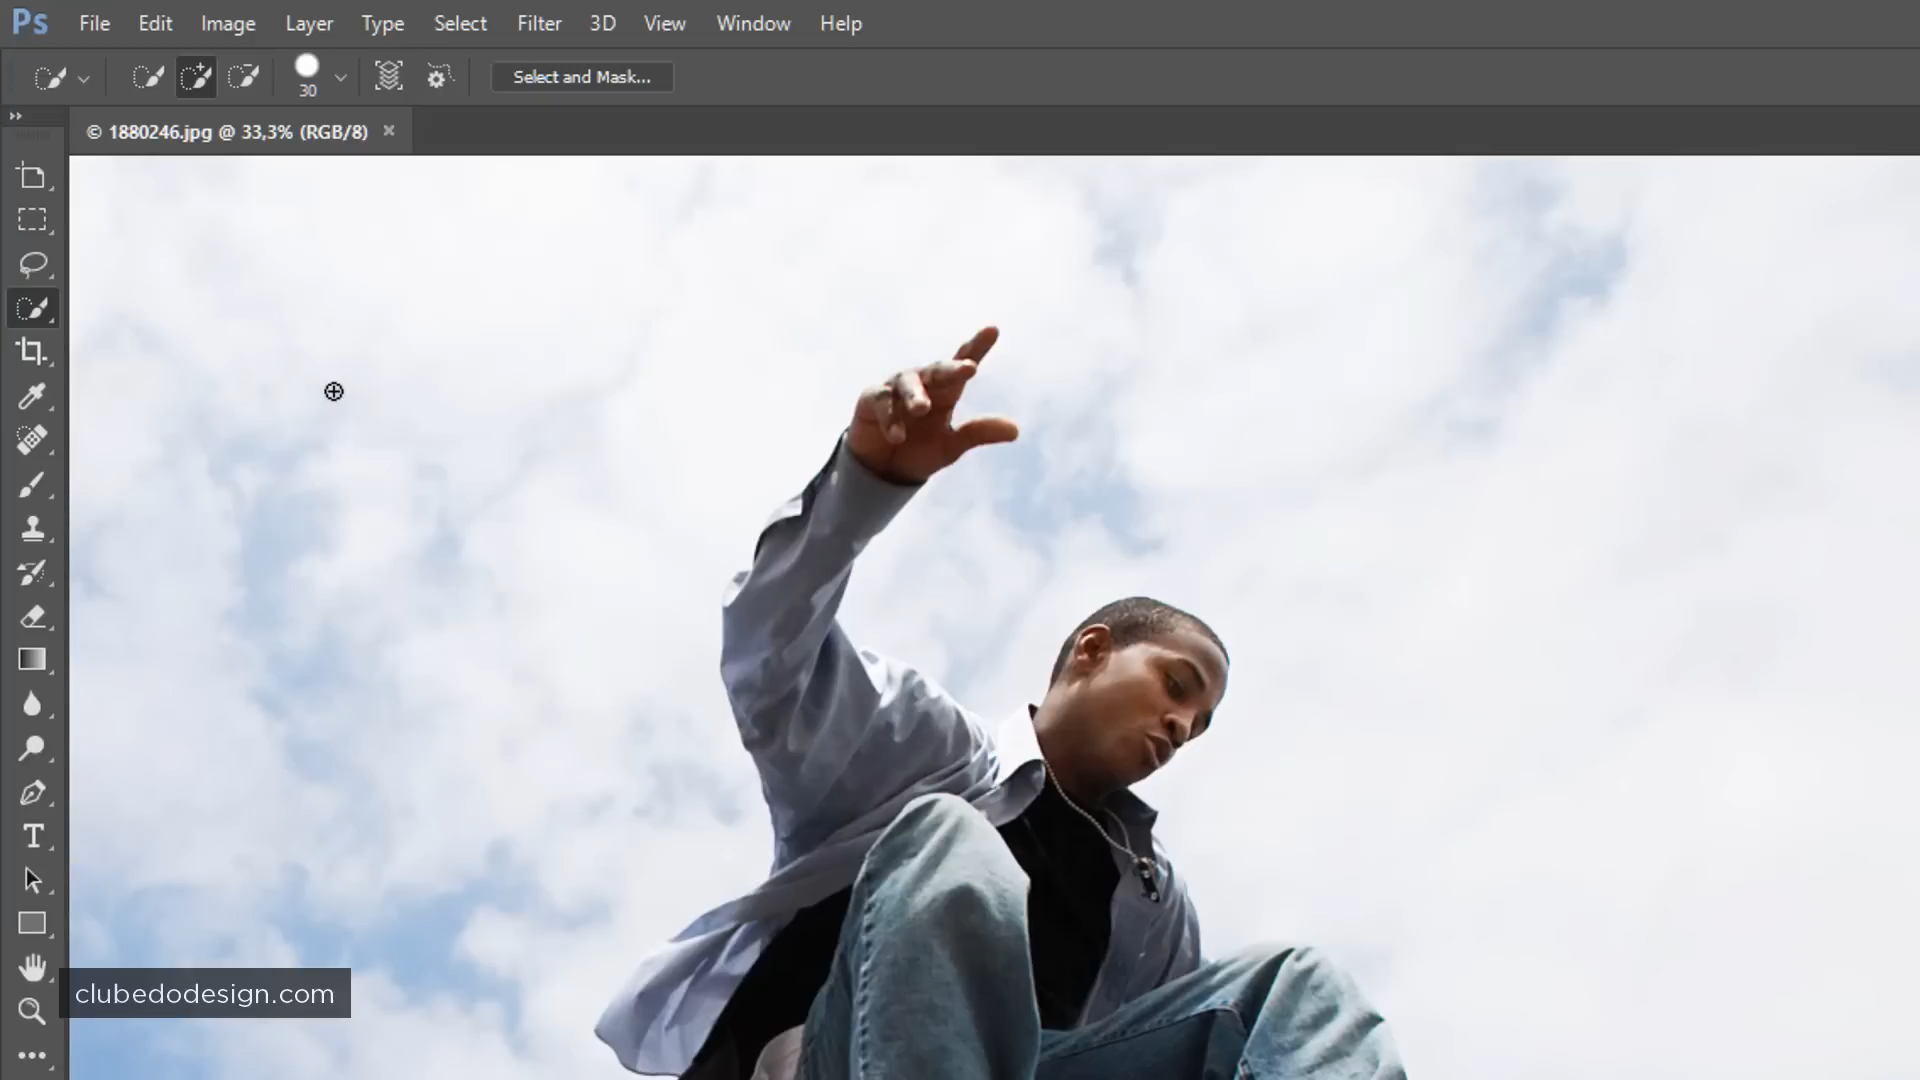 Ps File Edit Image Layer Type Select Filter 3D View Window Help
30
Select and Mask...
© 1880246.jpg @ 33,3% (RGB/8) ×
T
clubedodesign.com